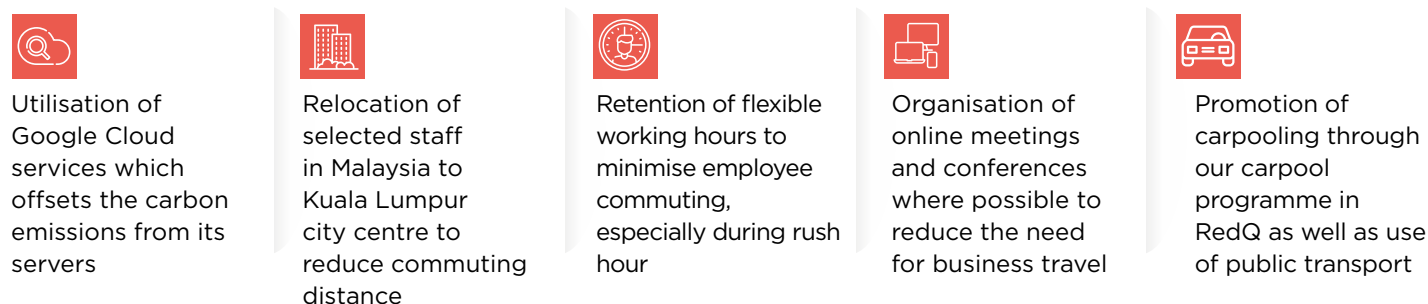 Utilisation of
Google Cloud
services which
offsets the carbon
emissions from its
servers
Relocation of
selected staff
in Malaysia to
Kuala Lumpur
city centre to
reduce commuting
distance
Retention of flexible
working hours to
minimise employee
commuting,
especially during rush
hour
Organisation of
online meetings
and conferences
where possible to
reduce the need
for business travel
Promotion of
carpooling through
our carpool
programme in
RedQ as well as use
of public transport